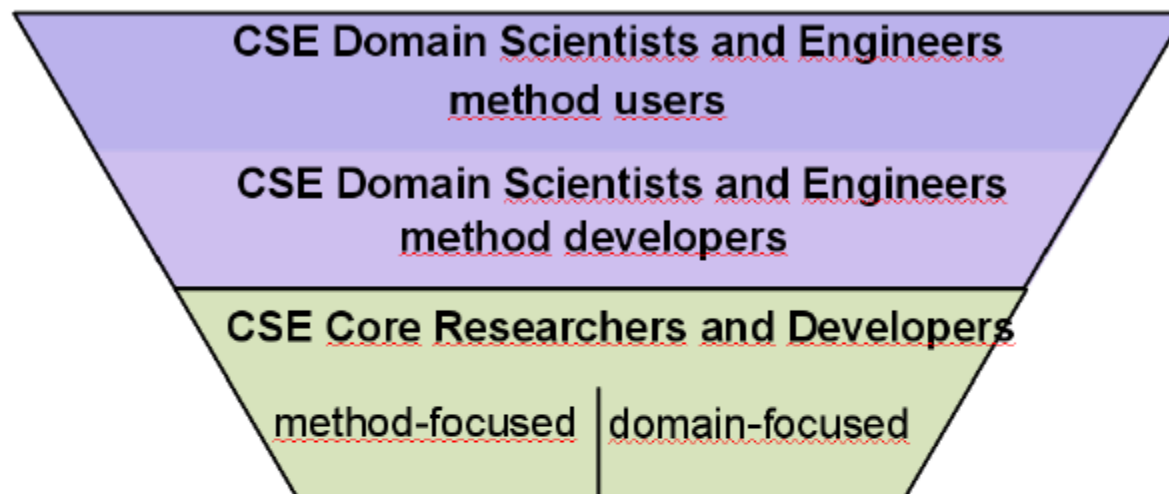 CSE Domain Scientists and Engineers
method users
CSE Domain Scientists and Engineers
method developers
CSE Core Researchers and Developers
method-focused domain-focused